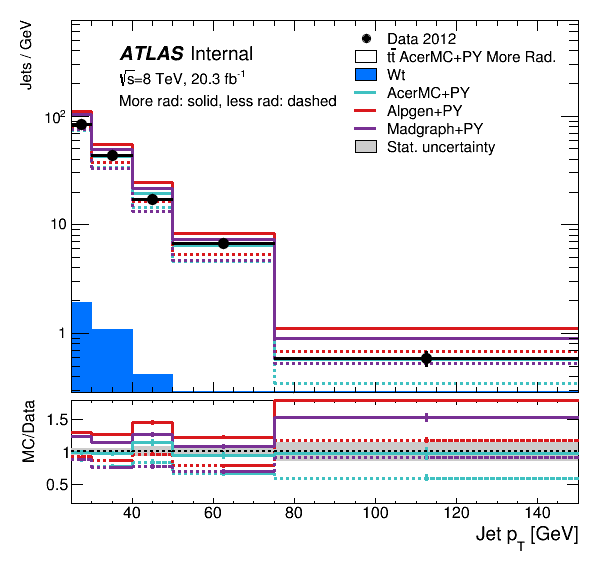 Jets / GeV
ATLAS Internal
√s=8 TeV, 20.3 fb⁻¹
More rad: solid, less rad: dashed
Data 2012
tt̄ AcerMC+PY More Rad.
Wt
AcerMC+PY
Alpgen+PY
Madgraph+PY
Stat. uncertainty
10²
10
1
MC/Data
1.5
1
0.5
40 60 80 100 120 140
Jet p_T [GeV]